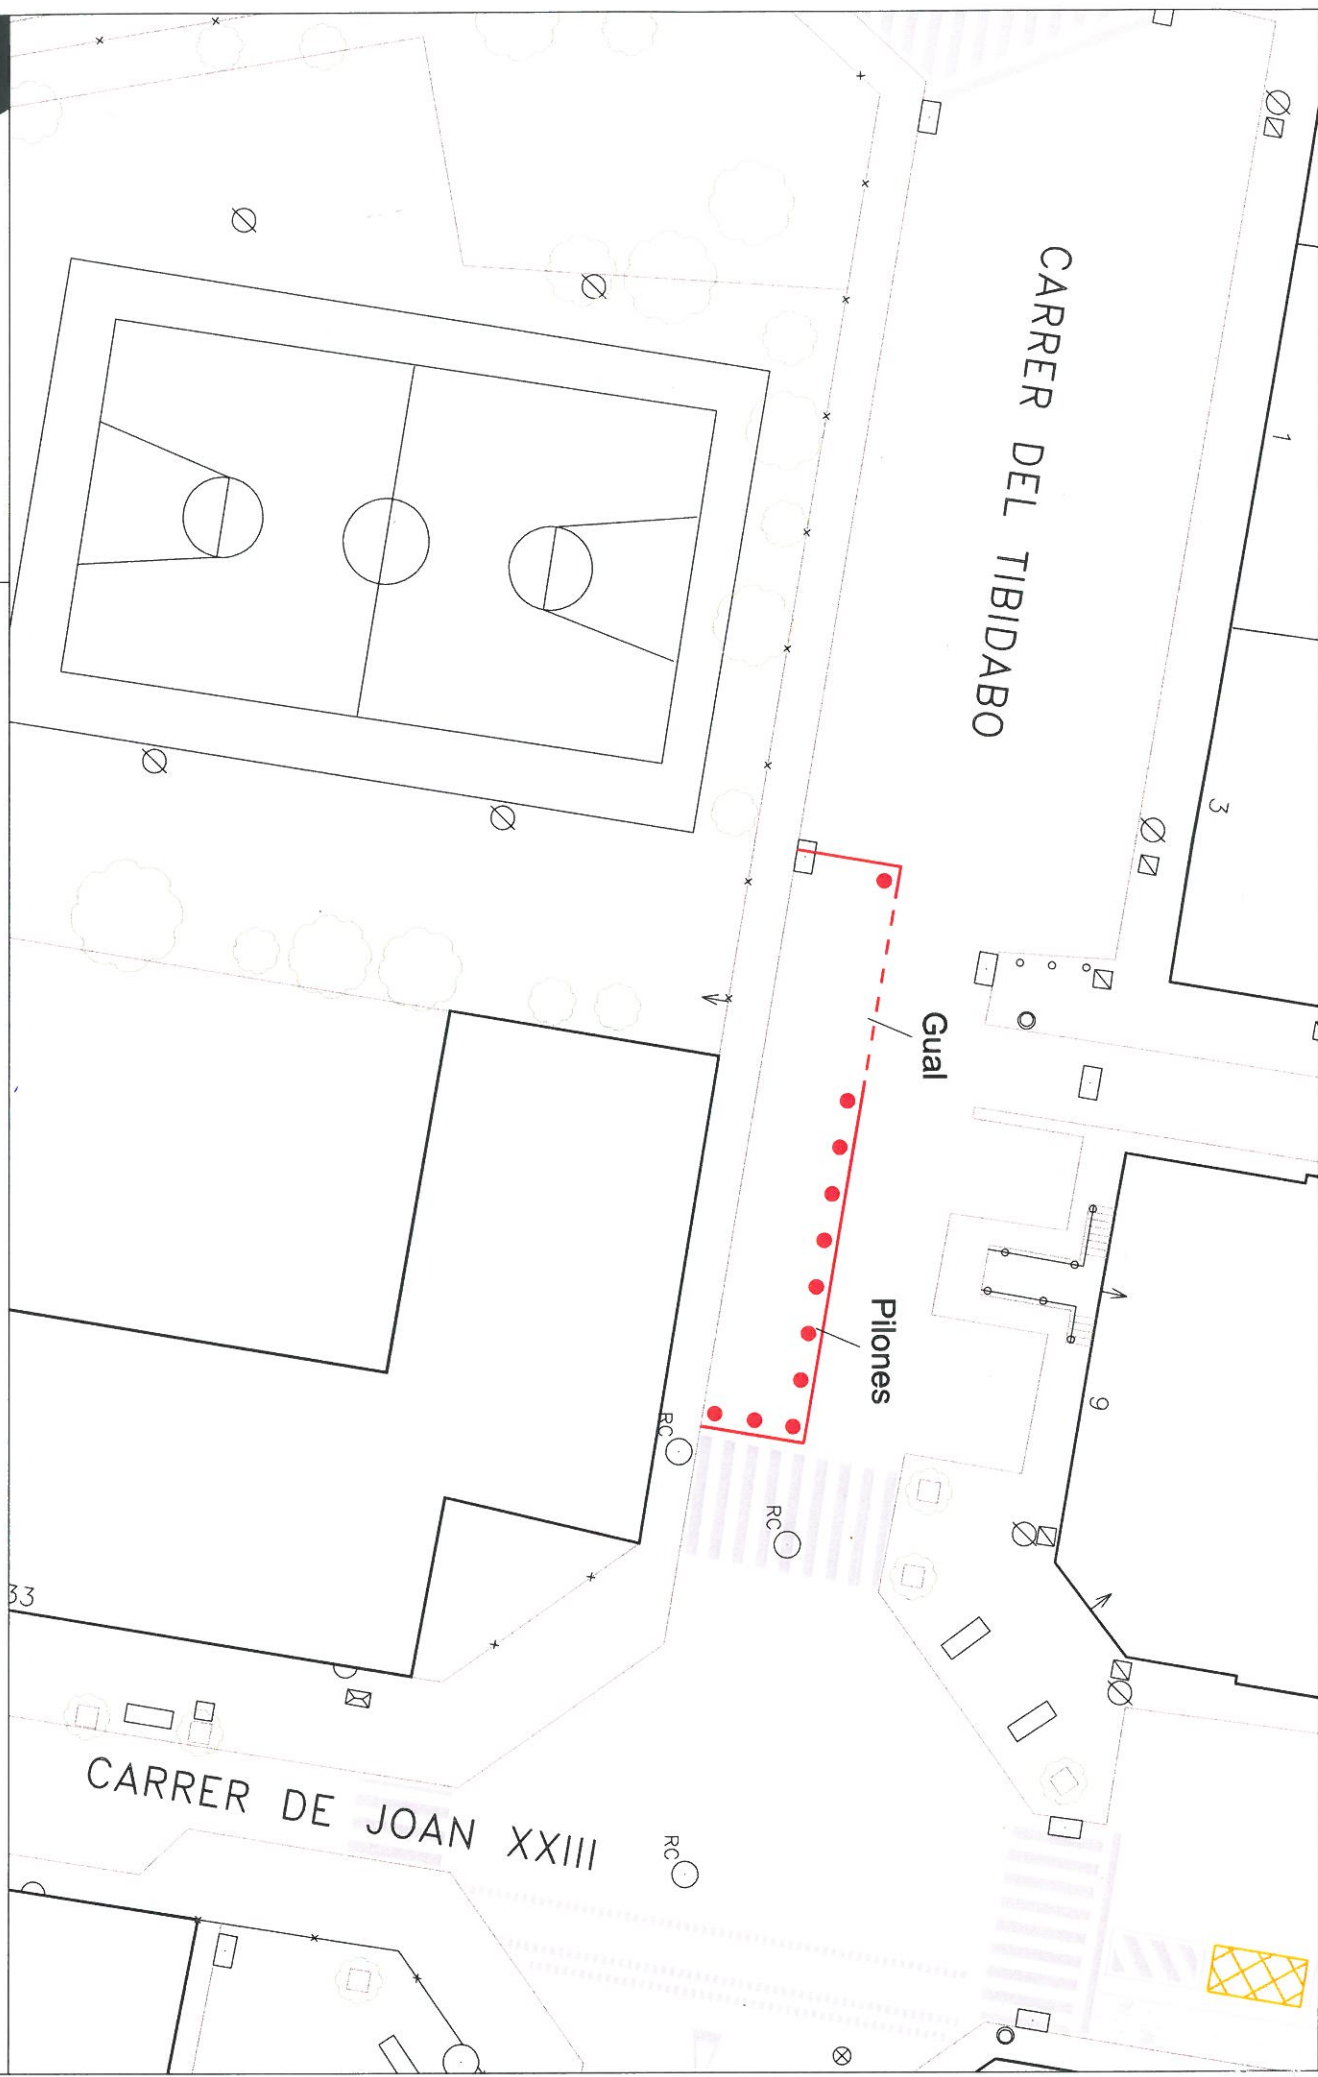 CARRER DEL TIBIDABO
1
3
Gual
Pilones
9
RC
RC
33
CARRER DE JOAN XXIII
RC